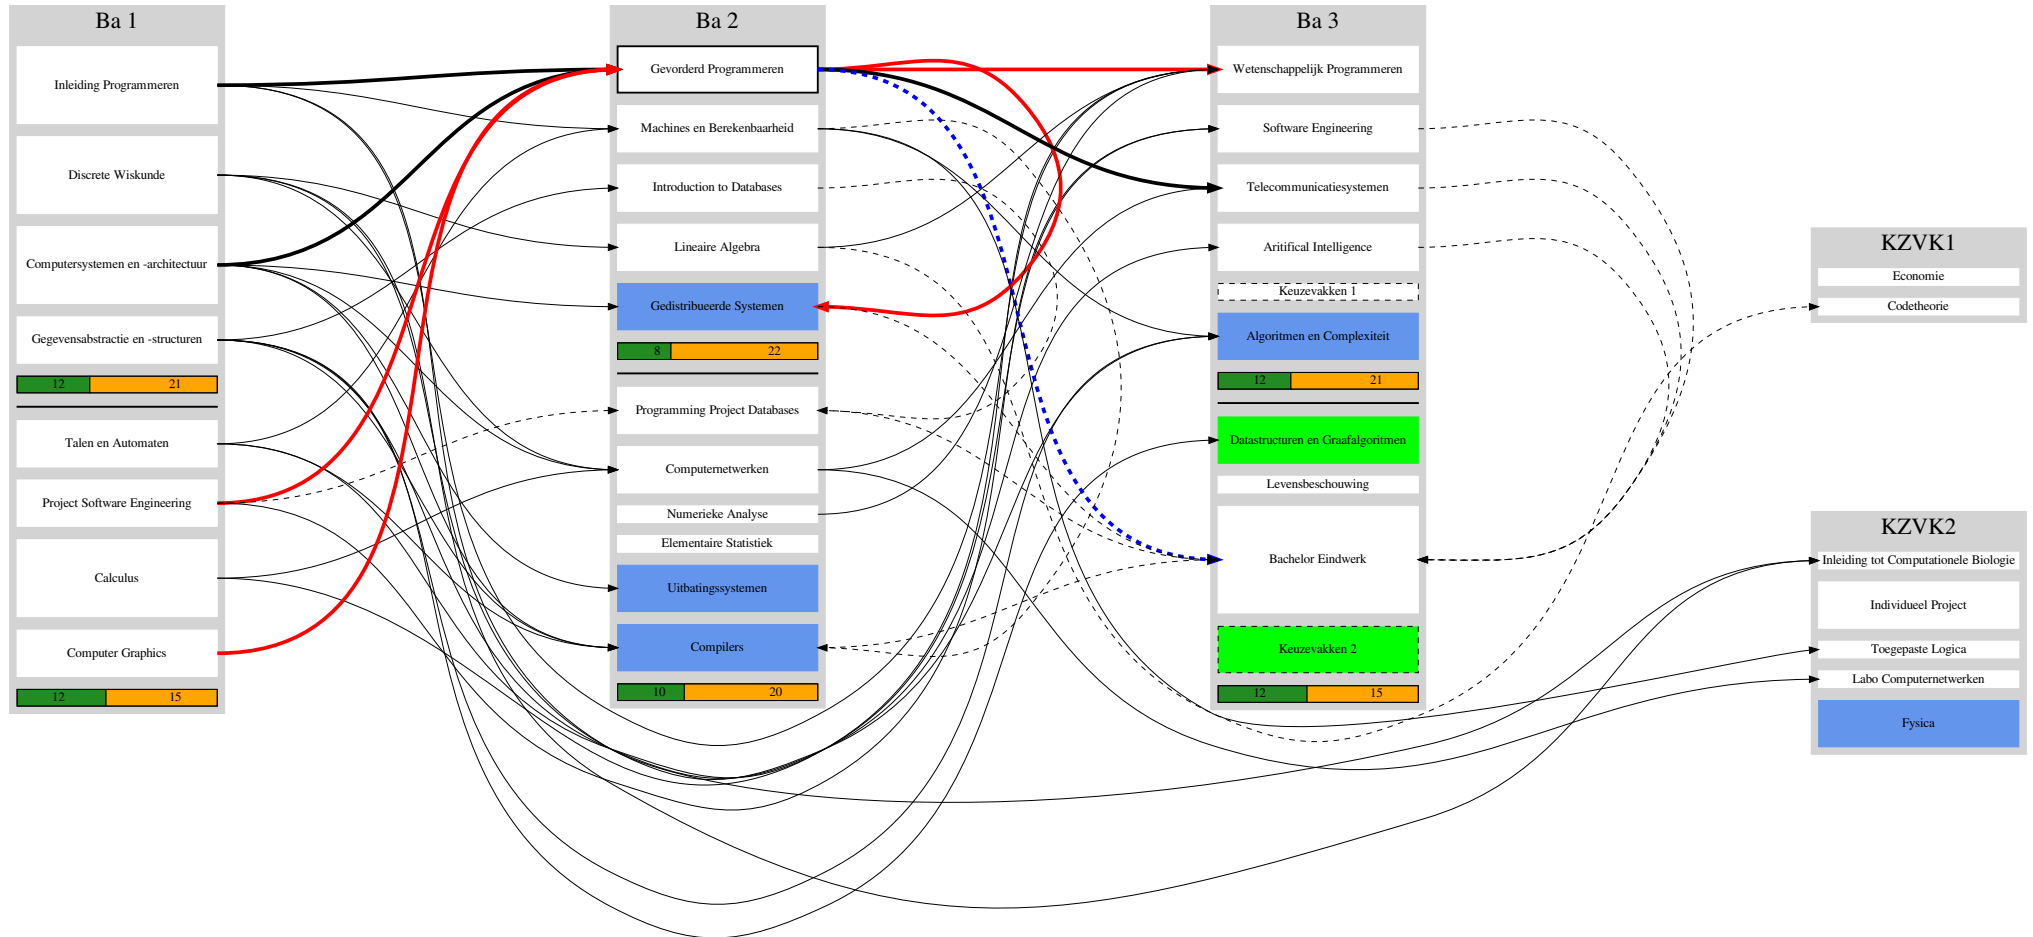 Ba 1
Inleiding Programmeren
Discrete Wiskunde
Computersystemen en -architectuur
Gegevensabstractie en -structuren
12 21
Talen en Automaten
Project Software Engineering
Calculus
Computer Graphics
12 15
Ba 2
Gevorderd Programmeren
Machines en Berekenbaarheid
Introduction to Databases
Lineaire Algebra
Gedistribueerde Systemen
8 22
Programming Project Databases
Computernetwerken
Numerieke Analyse
Elementaire Statistiek
Uitbatingssystemen
Compilers
10 20
Ba 3
Wetenschappelijk Programmeren
Software Engineering
Telecommunicatiesystemen
Aritifical Intelligence
Keuzevakken 1
Algoritmen en Complexiteit
12 21
Datastructuren en Graafalgoritmen
Levensbeschouwing
Bachelor Eindwerk
Keuzevakken 2
12 15
KZVK1
Economie
Codetheorie
KZVK2
Inleiding tot Computationele Biologie
Individueel Project
Toegepaste Logica
Labo Computernetwerken
Fysica